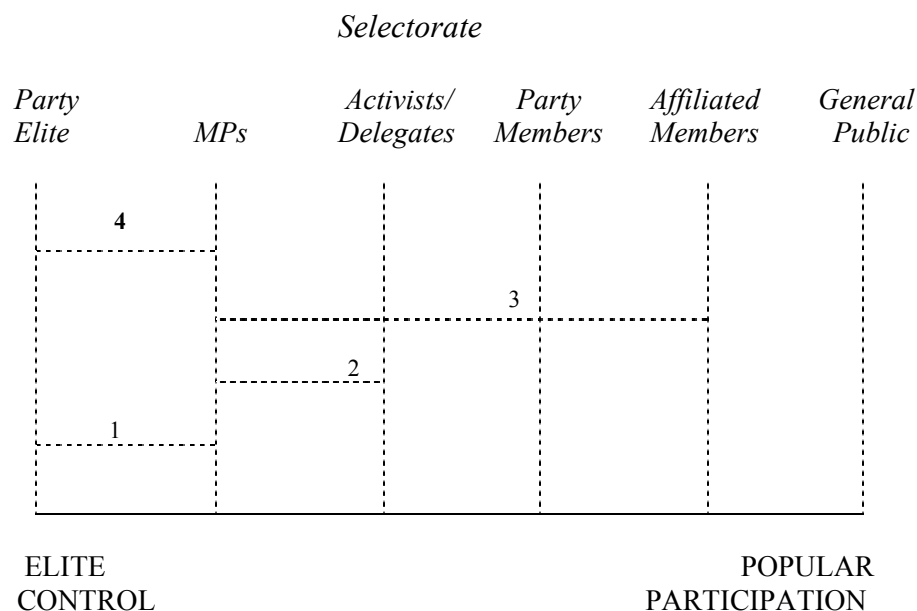 Selectorate
Party Elite
MPs
Activists/ Delegates
Party Members
Affiliated Members
General Public
4
3
2
1
ELITE CONTROL
POPULAR PARTICIPATION